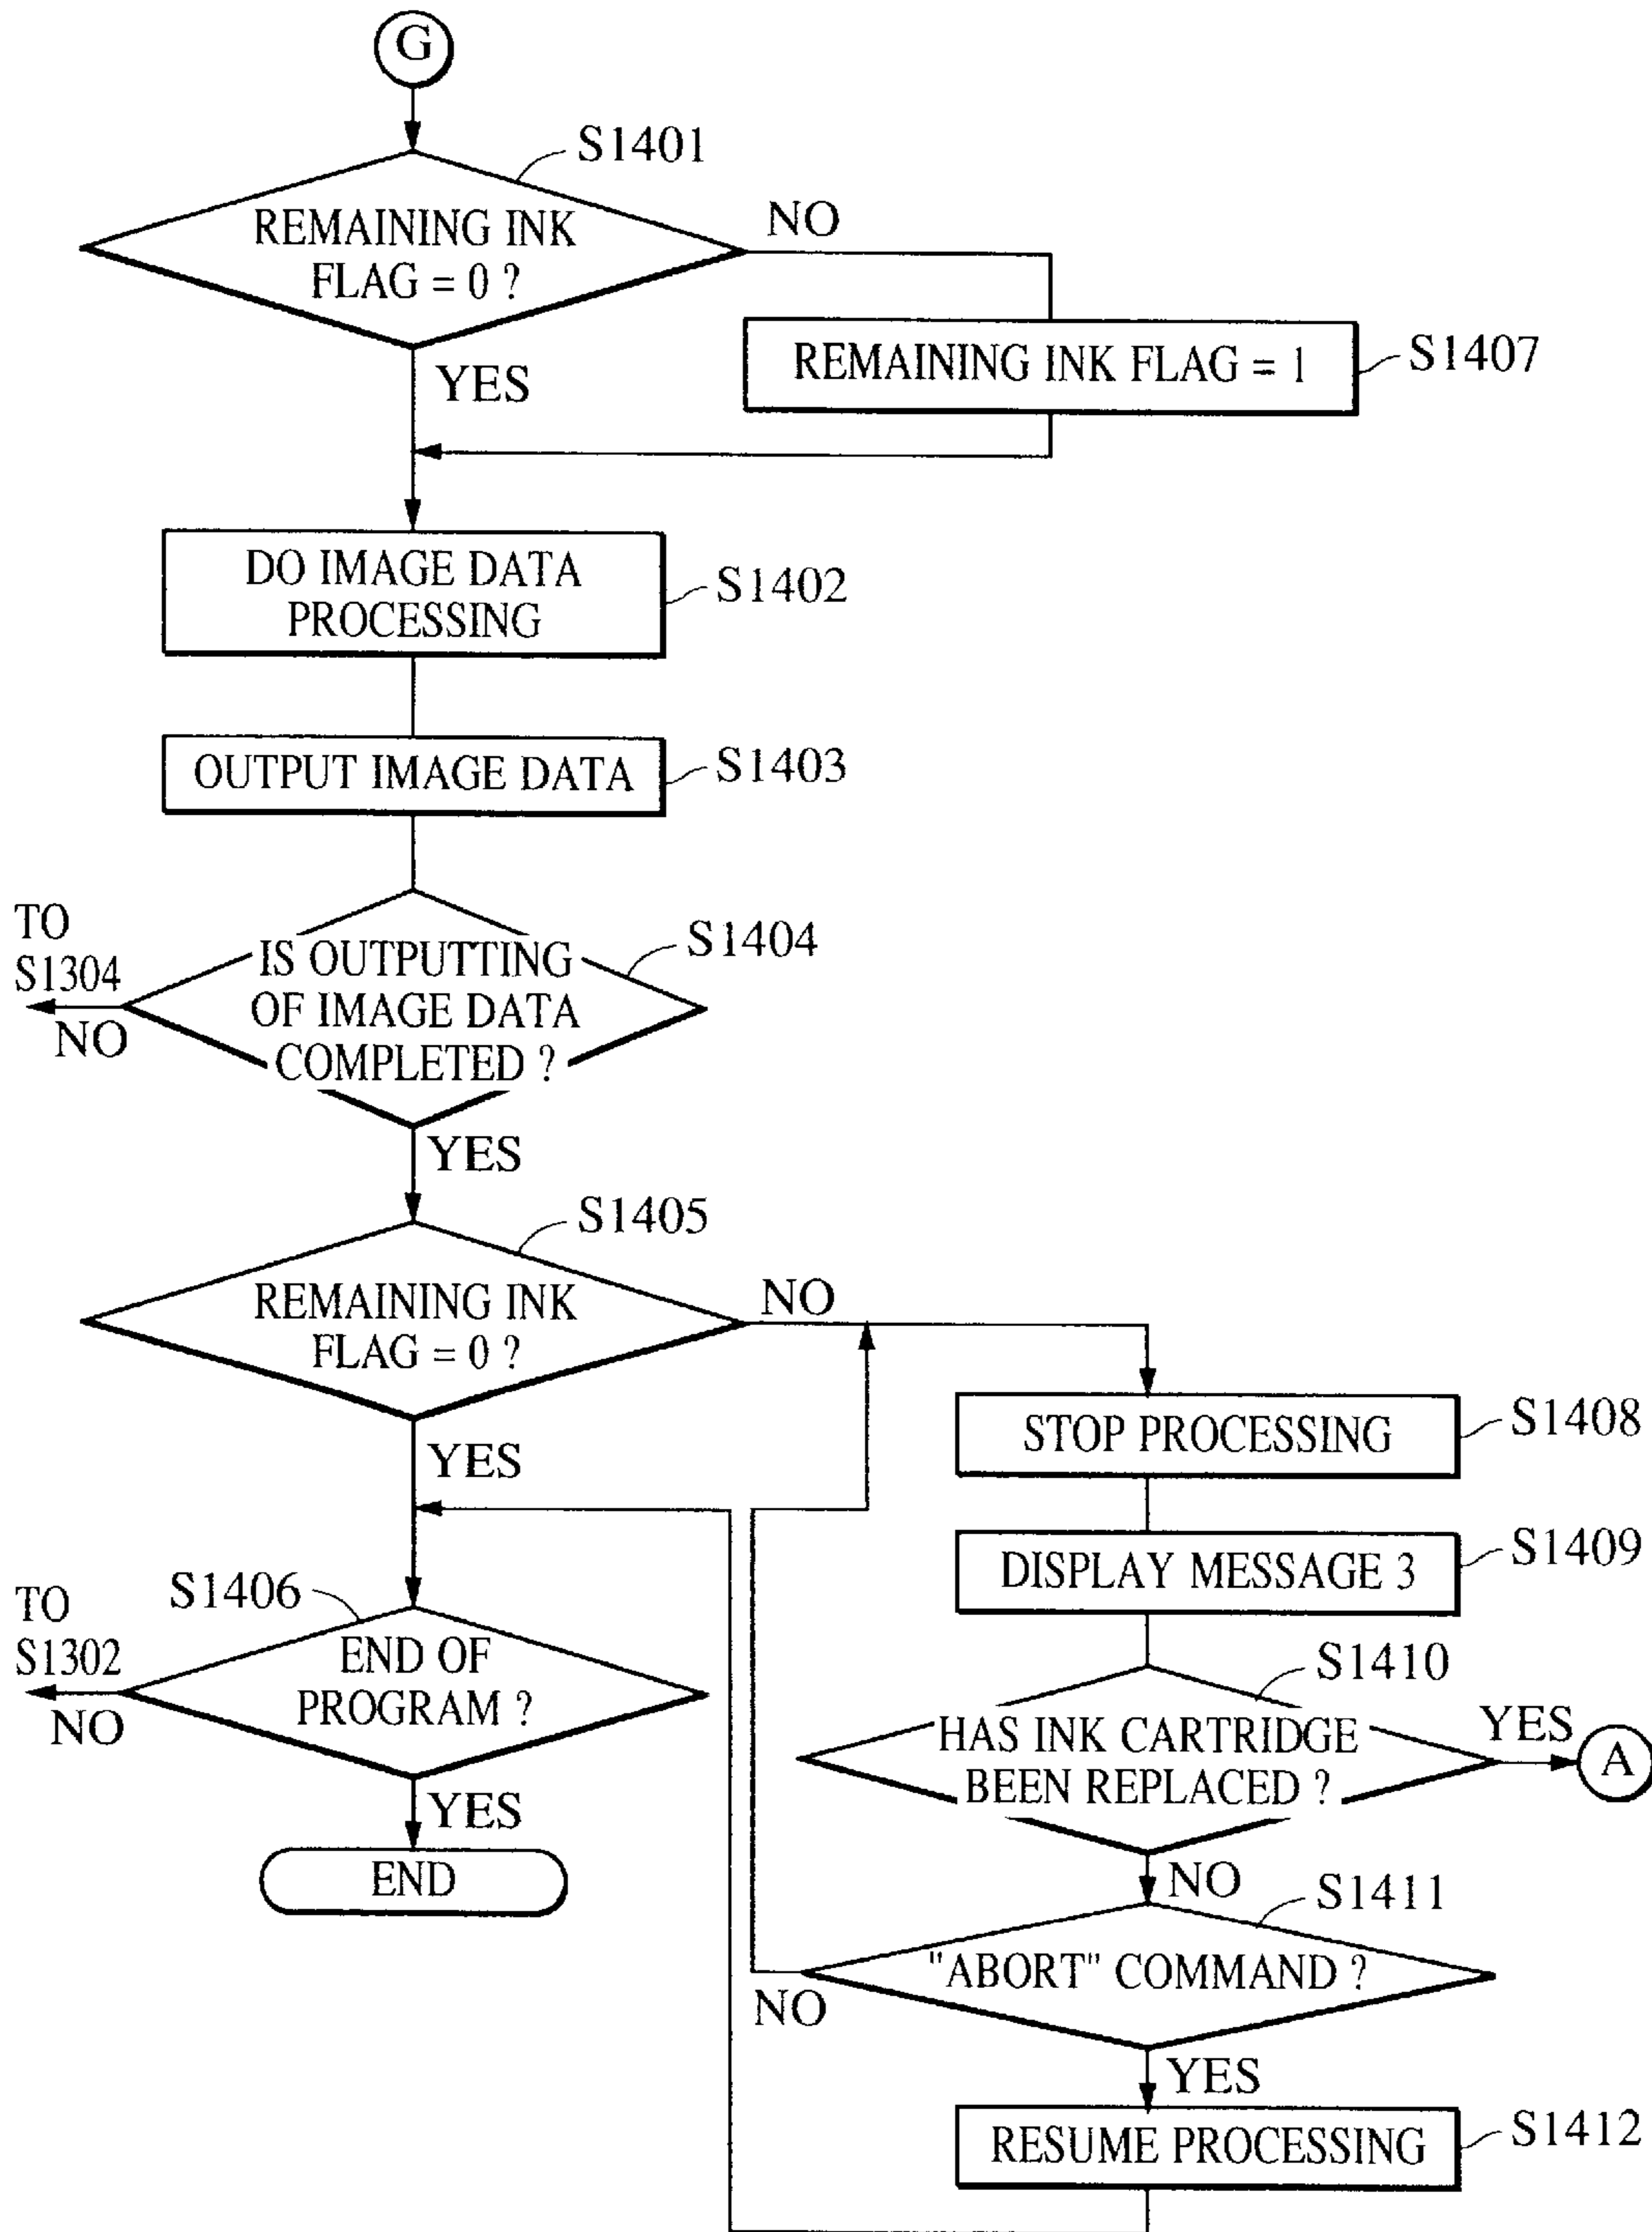 G
S1401
REMAINING INK
FLAG = 0 ?
NO
YES
REMAINING INK FLAG = 1
S1407
DO IMAGE DATA
PROCESSING
S1402
OUTPUT IMAGE DATA
S1403
TO
S1304
NO
IS OUTPUTTING
OF IMAGE DATA
COMPLETED ?
S1404
YES
S1405
REMAINING INK
FLAG = 0 ?
NO
YES
STOP PROCESSING
S1408
DISPLAY MESSAGE 3
S1409
S1406
TO
S1302
NO
END OF
PROGRAM ?
YES
END
S1410
HAS INK CARTRIDGE
BEEN REPLACED ?
YES
A
NO
S1411
"ABORT" COMMAND ?
NO
YES
RESUME PROCESSING
S1412